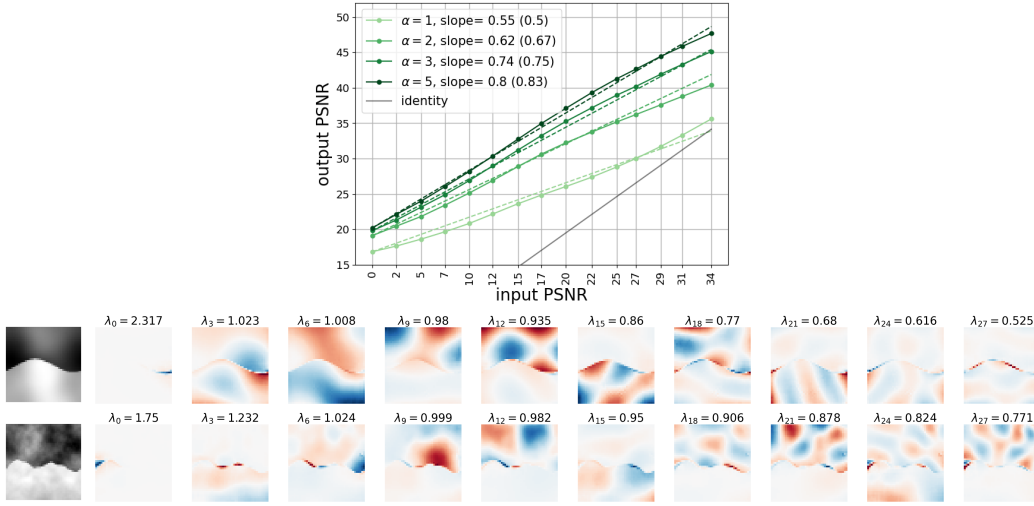 50
45
40
35
30
25
20
15
output PSNR
α = 1, slope= 0.55 (0.5)
α = 2, slope= 0.62 (0.67)
α = 3, slope= 0.74 (0.75)
α = 5, slope= 0.8 (0.83)
identity
0 2 5 7 10 12 15 17 20 22 25 27 29 31 34
input PSNR
λ0 = 2.317 λ3 = 1.023 λ6 = 1.008 λ9 = 0.98 λ12 = 0.935 λ15 = 0.86 λ18 = 0.77 λ21 = 0.68 λ24 = 0.616 λ27 = 0.525
λ0 = 1.75 λ3 = 1.232 λ6 = 1.024 λ9 = 0.999 λ12 = 0.982 λ15 = 0.95 λ18 = 0.906 λ21 = 0.878 λ24 = 0.824 λ27 = 0.771